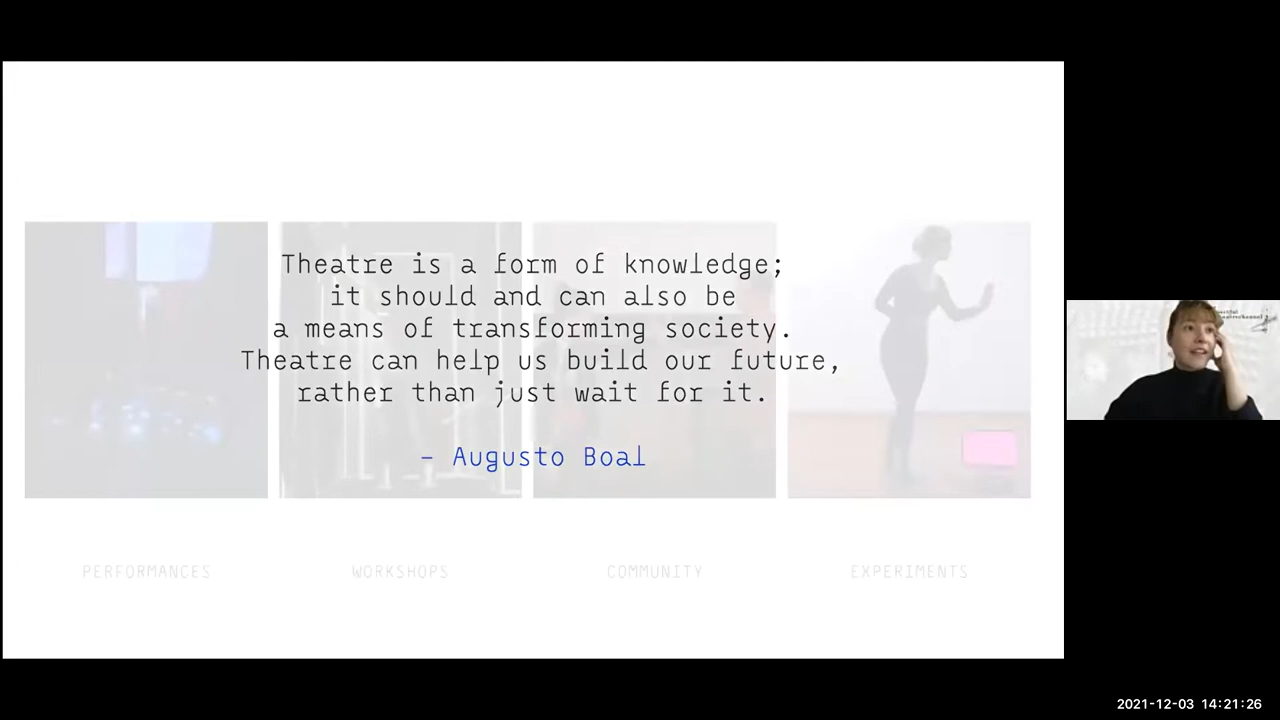 Theatre is a form of knowledge;
it should and can also be
a means of transforming society.
Theatre can help us build our future,
rather than just wait for it.
– Augusto Boal
PERFORMANCES
WORKSHOPS
COMMUNITY
EXPERIMENTS
2021-12-03 14:21:26